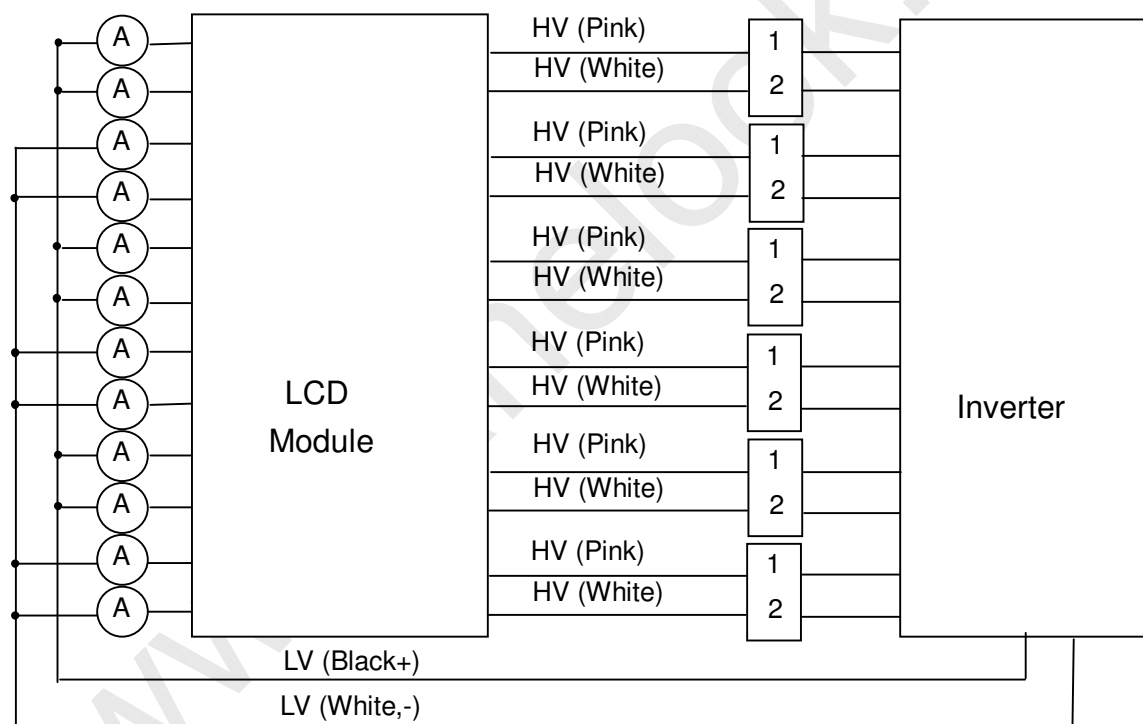 A
A
A
A
A
A
A
A
A
A
A
A
LCD
Module
HV (Pink)
HV (White)
1
2
HV (Pink)
HV (White)
1
2
HV (Pink)
HV (White)
1
2
HV (Pink)
HV (White)
1
2
HV (Pink)
HV (White)
1
2
HV (Pink)
HV (White)
1
2
Inverter
LV (Black+)
LV (White,-)